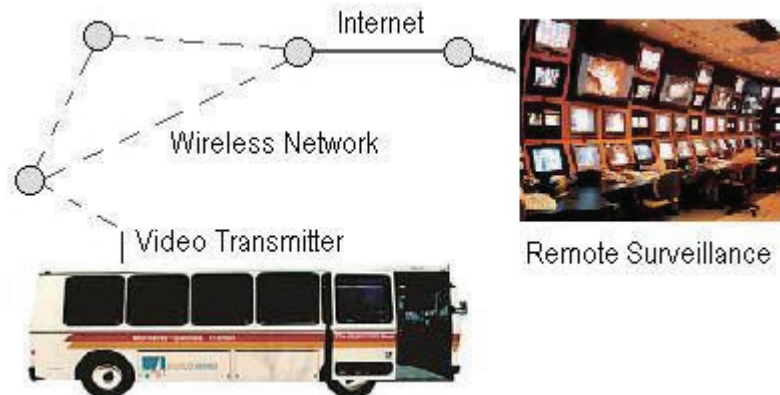 Internet
Wireless Network
Video Transmitter
Remote Surveillance